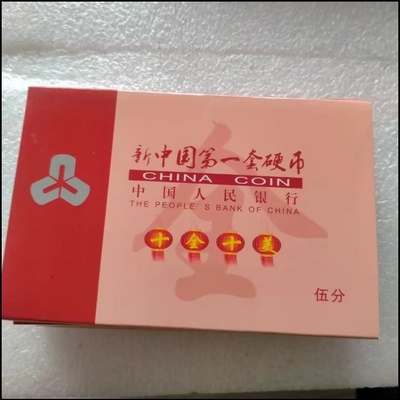 新中国第一套硬币
CHINA COIN
中国人民银行
THE PEOPLE'S BANK OF CHINA
十全十美
伍分